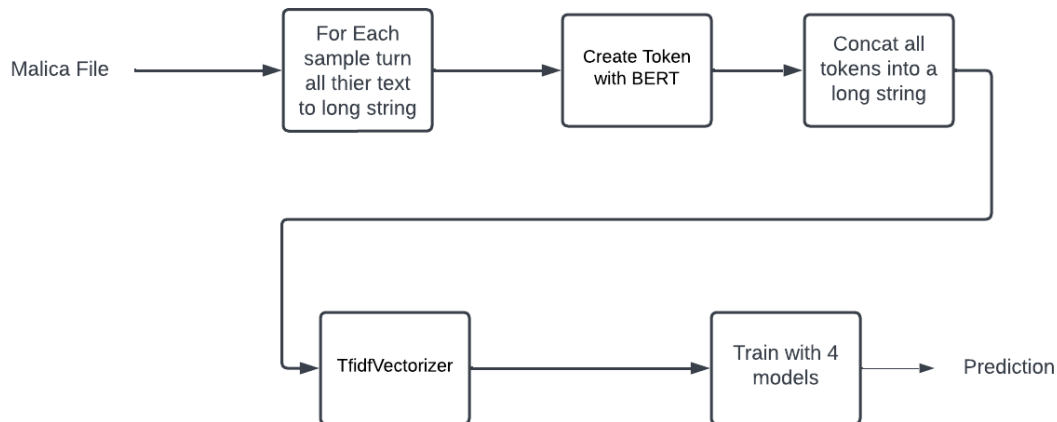 Malica File
For Each
sample turn
all thier text
to long string
Create Token
with BERT
Concat all
tokens into a
long string
TfidfVectorizer
Train with 4
models
Prediction